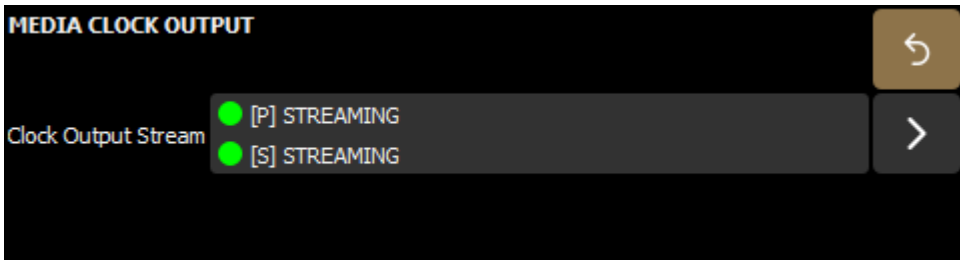 MEDIA CLOCK OUTPUT
Clock Output Stream
[P] STREAMING
[S] STREAMING